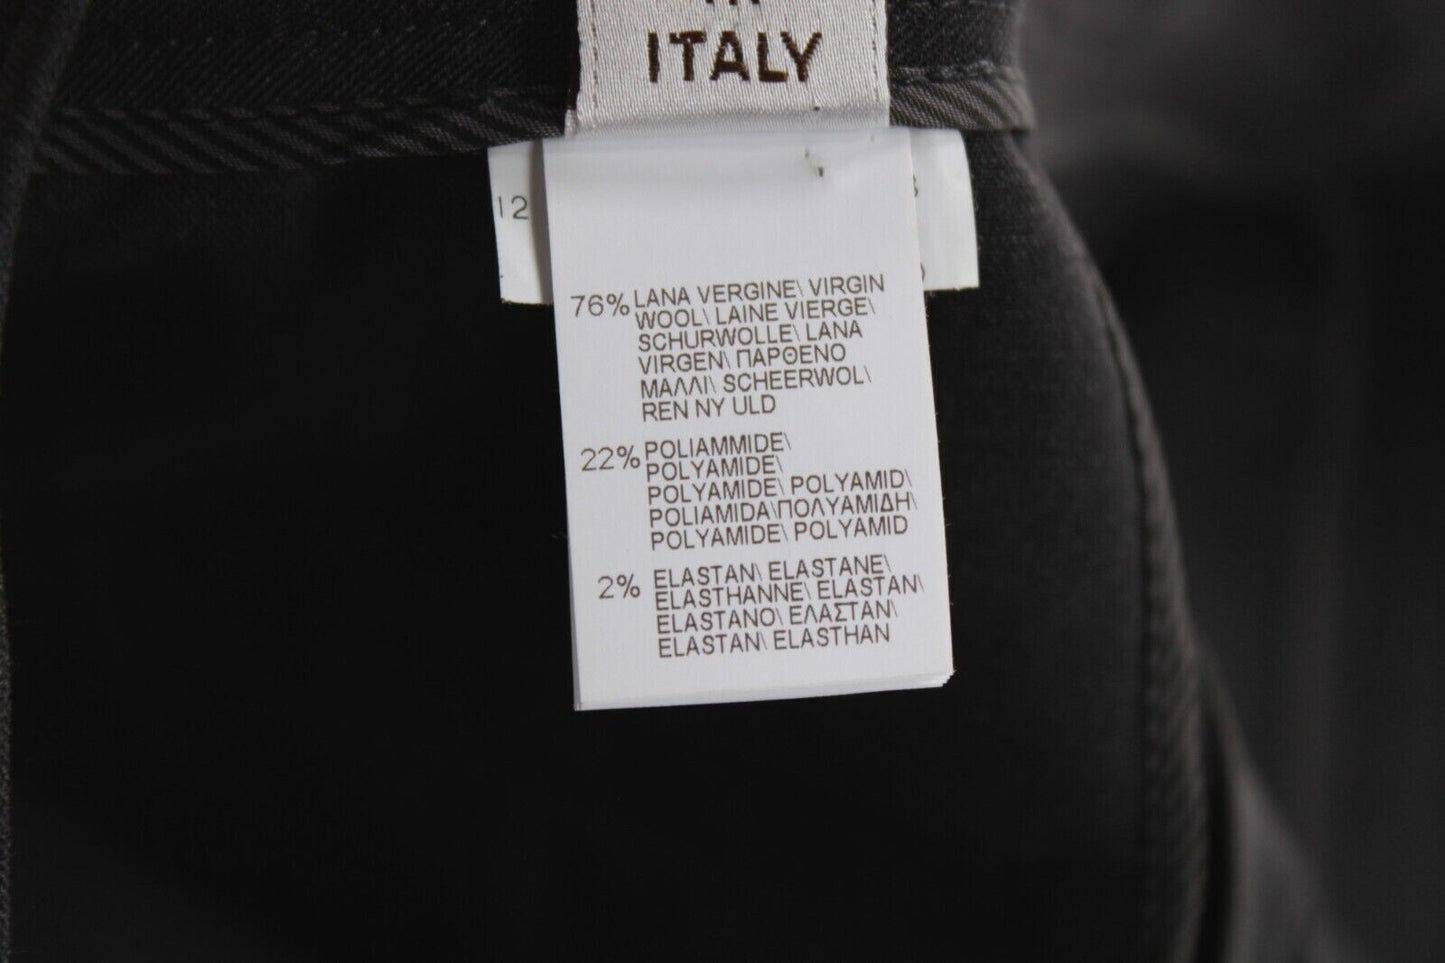 IN
ITALY
12
76% LANA VERGINE\ VIRGIN
WOOL\ LAINE VIERGE\
SCHURWOLLE\ LANA
VIRGEN\ ΠΑΡΘΕΝΟ
ΜΑΛΛΙ\ SCHEERWOL\
REN NY ULD
22% POLIAMMIDE\
POLYAMIDE\
POLYAMIDE\ POLYAMID\
POLIAMIDA\ΠΟΛΥΑΜΙΔΗ\
POLYAMIDE\ POLYAMID
2% ELASTAN\ ELASTANE\
ELASTHANNE\ ELASTAN\
ELASTANO\ ΕΛΑΣΤΑΝ\
ELASTAN\ ELASTHAN